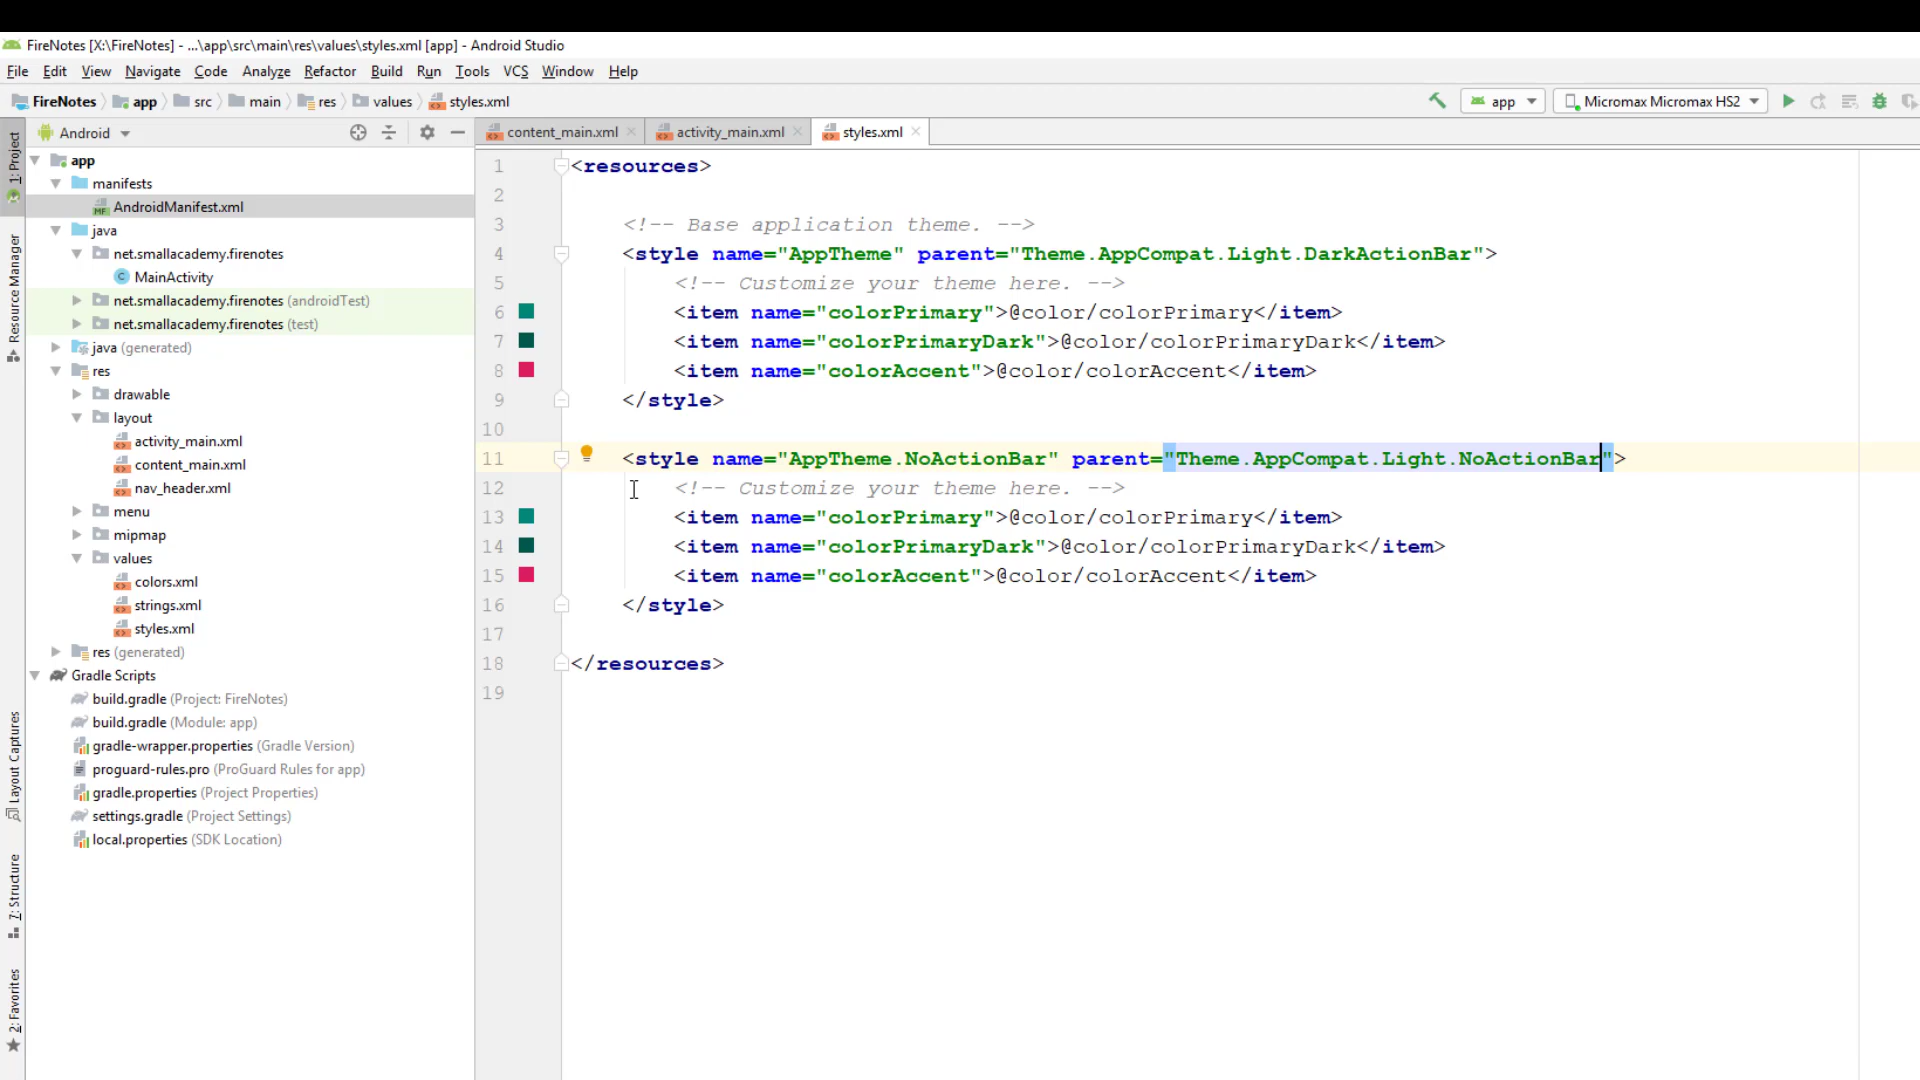 FireNotes [X:\FireNotes] - ...\app\src\main\res\values\styles.xml [app] - Android Studio
File Edit View Navigate Code Analyze Refactor Build Run Tools VCS Window Help
FireNotes app src main res values styles.xml app Micromax Micromax HS2
Android content_main.xml activity_main.xml styles.xml
1: Project
Resource Manager
Layout Captures
7: Structure
2: Favorites
app
manifests
AndroidManifest.xml
java
net.smallacademy.firenotes
MainActivity
net.smallacademy.firenotes (androidTest)
net.smallacademy.firenotes (test)
java (generated)
res
drawable
layout
activity_main.xml
content_main.xml
nav_header.xml
menu
mipmap
values
colors.xml
strings.xml
styles.xml
res (generated)
Gradle Scripts
build.gradle (Project: FireNotes)
build.gradle (Module: app)
gradle-wrapper.properties (Gradle Version)
proguard-rules.pro (ProGuard Rules for app)
gradle.properties (Project Properties)
settings.gradle (Project Settings)
local.properties (SDK Location)
1 <resources>
2
3 <!-- Base application theme. -->
4 <style name="AppTheme" parent="Theme.AppCompat.Light.DarkActionBar">
5 <!-- Customize your theme here. -->
6 <item name="colorPrimary">@color/colorPrimary</item>
7 <item name="colorPrimaryDark">@color/colorPrimaryDark</item>
8 <item name="colorAccent">@color/colorAccent</item>
9 </style>
10
11 <style name="AppTheme.NoActionBar" parent="Theme.AppCompat.Light.NoActionBar">
12 <!-- Customize your theme here. -->
13 <item name="colorPrimary">@color/colorPrimary</item>
14 <item name="colorPrimaryDark">@color/colorPrimaryDark</item>
15 <item name="colorAccent">@color/colorAccent</item>
16 </style>
17
18 </resources>
19